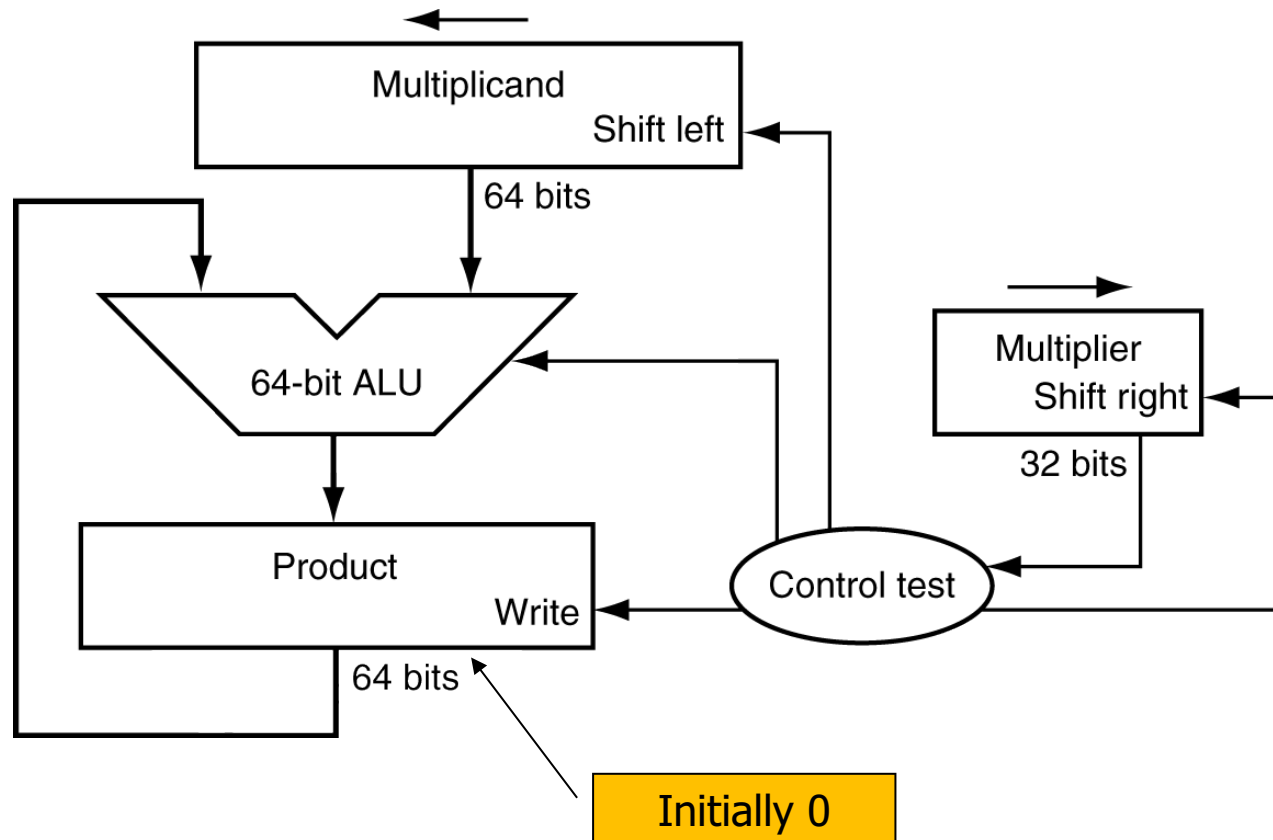 Multiplicand
Shift left
64 bits
64-bit ALU
Multiplier
Shift right
32 bits
Product
Write
Control test
64 bits
Initially 0